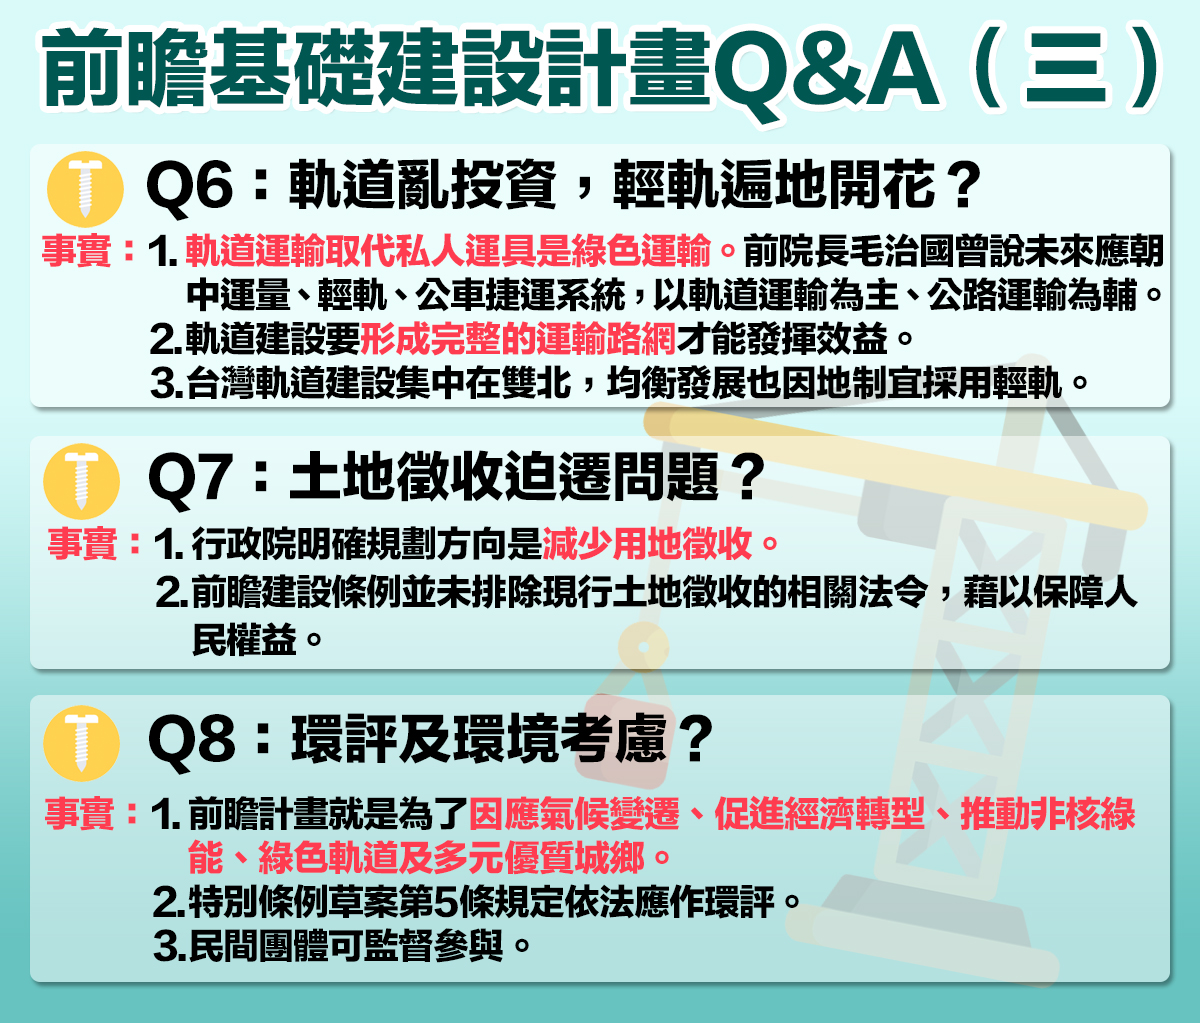 前瞻基礎建設計畫Q&A（三）
Q6：軌道亂投資，輕軌遍地開花？
事實：1. 軌道運輸取代私人運具是綠色運輸。前院長毛治國曾說未來應朝
中運量、輕軌、公車捷運系統，以軌道運輸為主、公路運輸為輔。
2.軌道建設要形成完整的運輸路網才能發揮效益。
3.台灣軌道建設集中在雙北，均衡發展也因地制宜採用輕軌。
Q7：土地徵收迫遷問題？
事實：1. 行政院明確規劃方向是減少用地徵收。
2.前瞻建設條例並未排除現行土地徵收的相關法令，藉以保障人
民權益。
Q8：環評及環境考慮？
事實：1. 前瞻計畫就是為了因應氣候變遷、促進經濟轉型、推動非核綠
能、綠色軌道及多元優質城鄉。
2.特別條例草案第5條規定依法應作環評。
3.民間團體可監督參與。